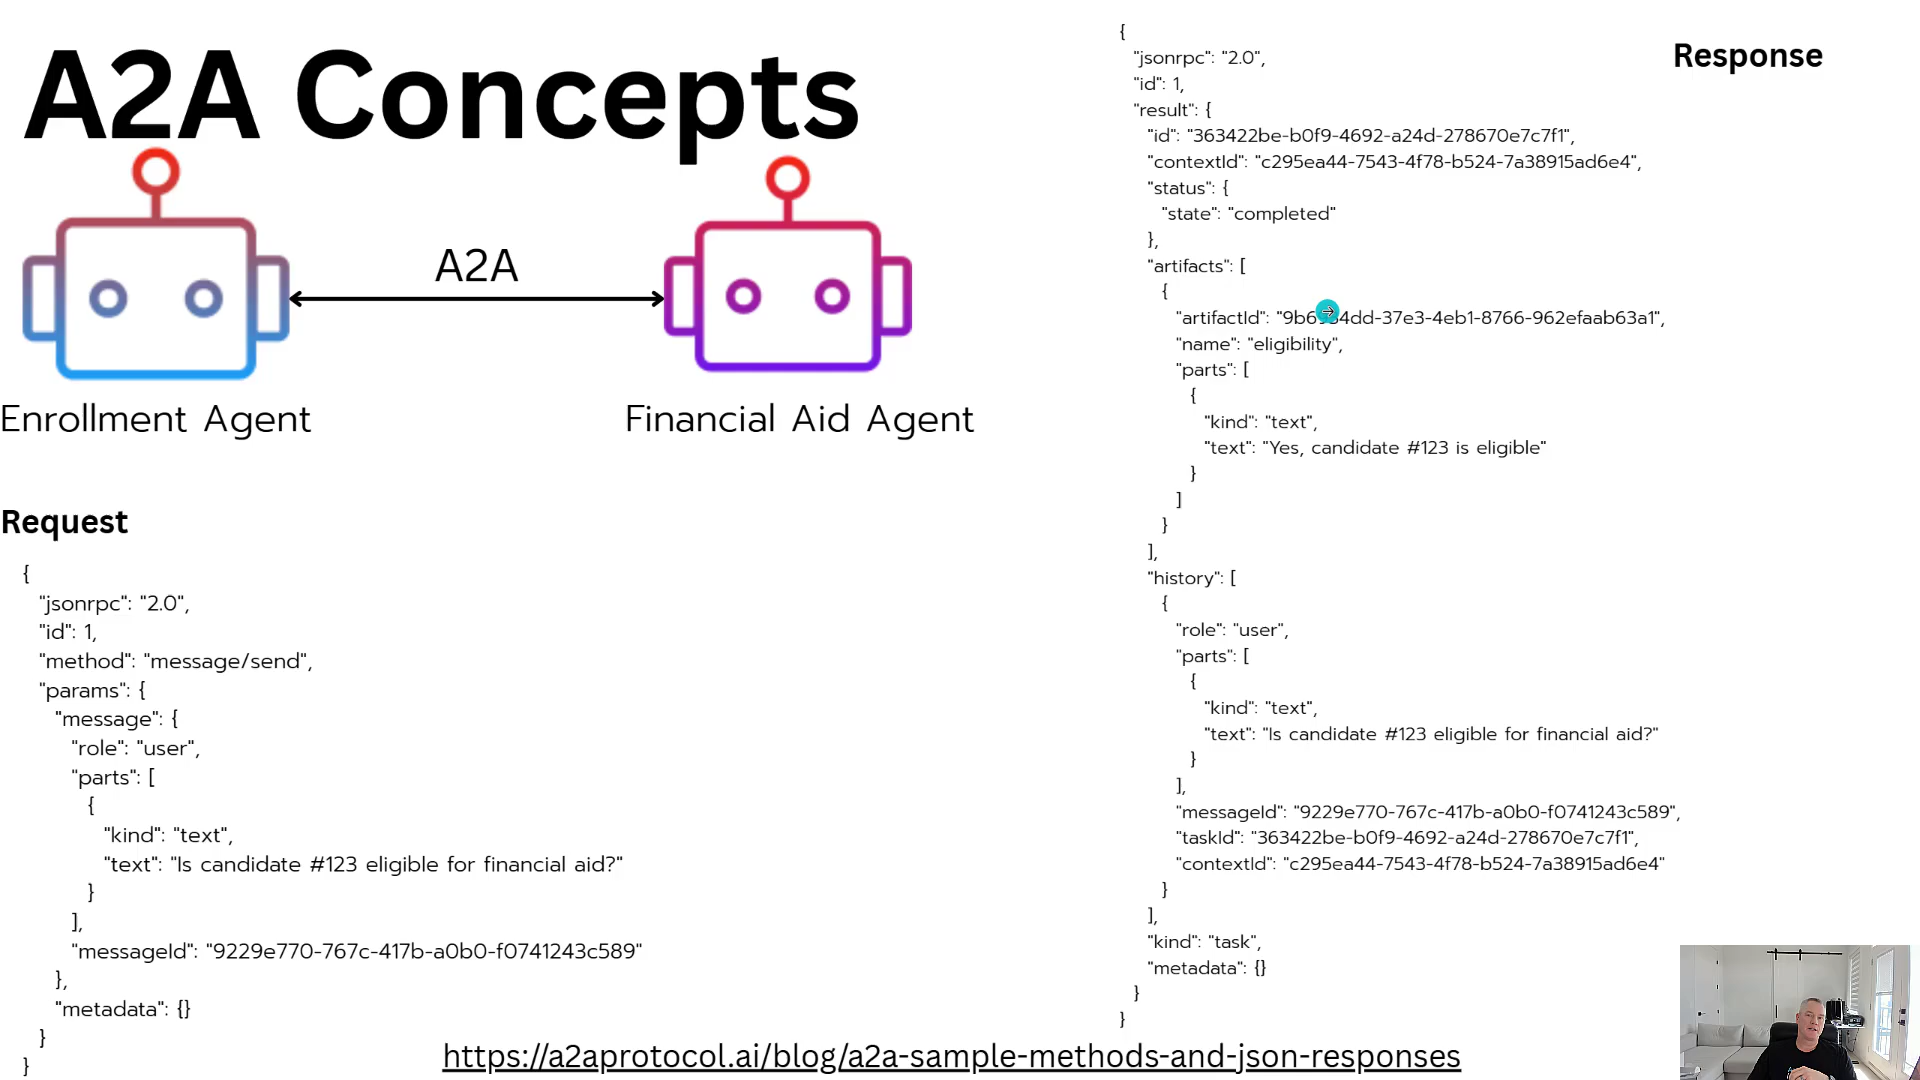 A2A Concepts
A2A
Enrollment Agent
Financial Aid Agent
Request
{
"jsonrpc": "2.0",
"id": 1,
"method": "message/send",
"params": {
"message": {
"role": "user",
"parts": [
{
"kind": "text",
"text": "Is candidate #123 eligible for financial aid?"
}
],
"messageId": "9229e770-767c-417b-a0b0-f0741243c589"
},
"metadata": {}
}
}
Response
{
"jsonrpc": "2.0",
"id": 1,
"result": {
"id": "363422be-b0f9-4692-a24d-278670e7c7f1",
"contextId": "c295ea44-7543-4f78-b524-7a38915ad6e4",
"status": {
"state": "completed"
},
"artifacts": [
{
"artifactId":
"name": "eligibility",
"parts": [
{
"kind": "text",
"text": "Yes, candidate #123 is eligible"
}
]
}
],
"history": [
{
"role": "user",
"parts": [
{
"kind": "text",
"text": "Is candidate #123 eligible for financial aid?"
}
],
"messageId": "9229e770-767c-417b-a0b0-f0741243c589",
"taskId": "363422be-b0f9-4692-a24d-278670e7c7f1",
"contextId": "c295ea44-7543-4f78-b524-7a38915ad6e4"
}
],
"kind": "task",
"metadata": {}
}
}
https://a2aprotocol.ai/blog/a2a-sample-methods-and-json-responses